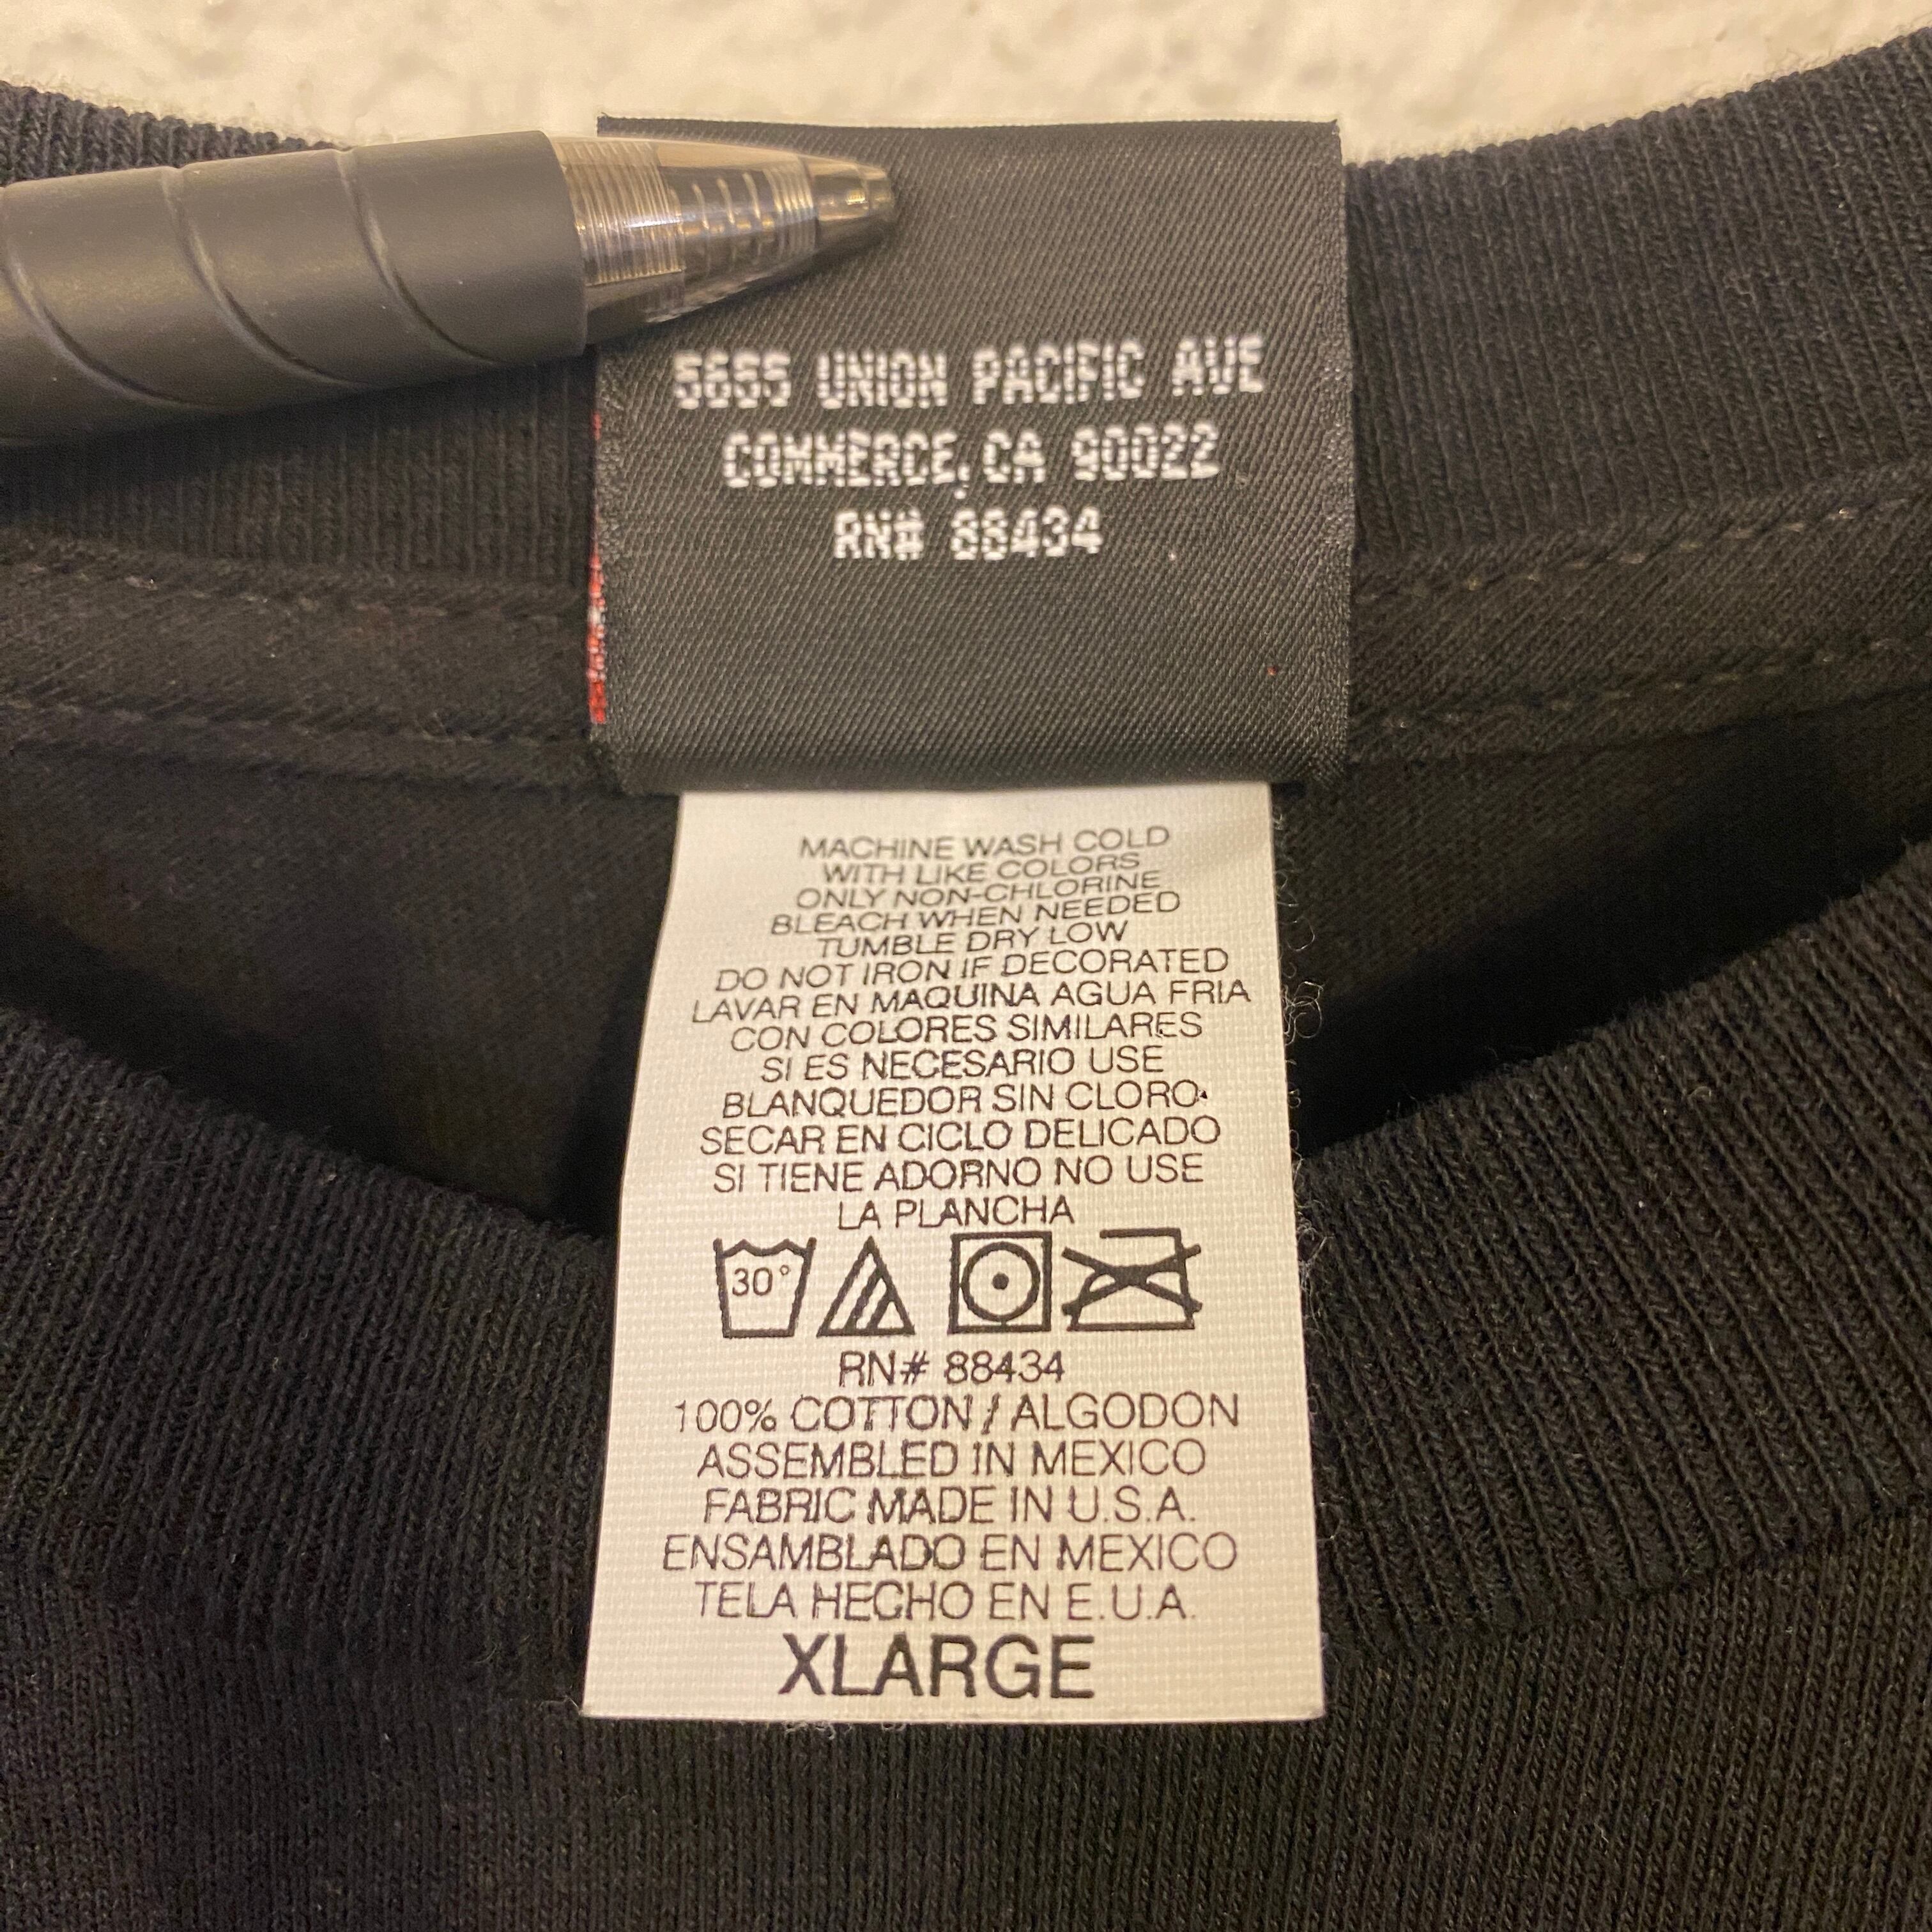 5655 UNION PACIFIC AVE
COMMERCE, CA 90022
RN# 88434
MACHINE WASH COLD
WITH LIKE COLORS
ONLY NON-CHLORINE
BLEACH WHEN NEEDED
TUMBLE DRY LOW
DO NOT IRON IF DECORATED
LAVAR EN MAQUINA AGUA FRIA
CON COLORES SIMILARES
SI ES NECESARIO USE
BLANQUEDOR SIN CLORO
SECAR EN CICLO DELICADO
SI TIENE ADORNO NO USE
LA PLANCHA
30°
RN# 88434
100% COTTON / ALGODON
ASSEMBLED IN MEXICO
FABRIC MADE IN U.S.A.
ENSAMBLADO EN MEXICO
TELA HECHO EN E.U.A.
XLARGE